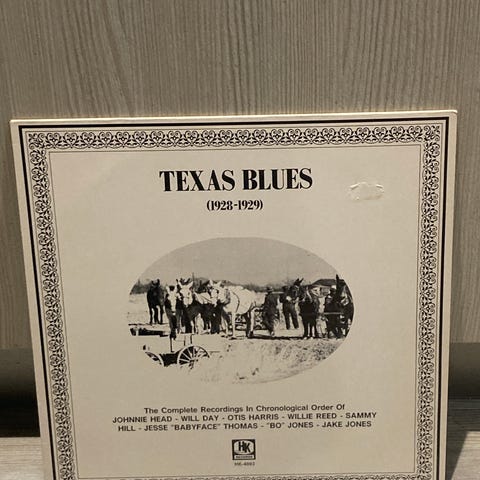 TEXAS BLUES
(1928-1929)
The Complete Recordings In Chronological Order Of
JOHNNIE HEAD - WILL DAY - OTIS HARRIS - WILLIE REED - SAMMY
HILL - JESSE "BABYFACE" THOMAS - "BO" JONES - JAKE JONES
HK